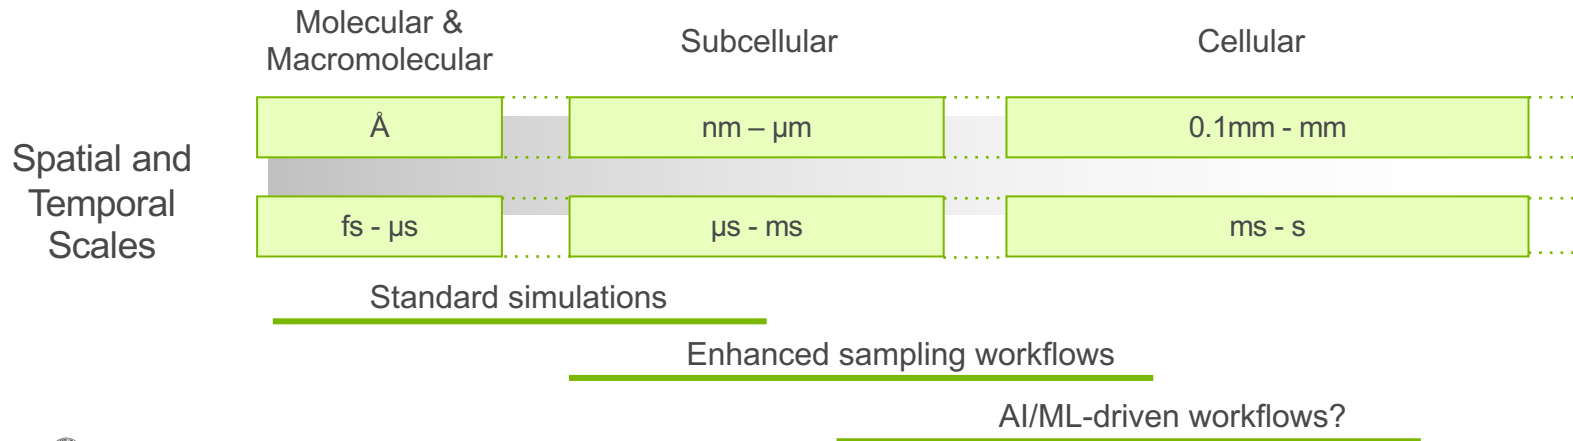 Molecular &
Macromolecular
Subcellular
Cellular
Å
nm – µm
0.1mm - mm
Spatial and
Temporal
Scales
fs - µs
µs - ms
ms - s
Standard simulations
Enhanced sampling workflows
AI/ML-driven workflows?